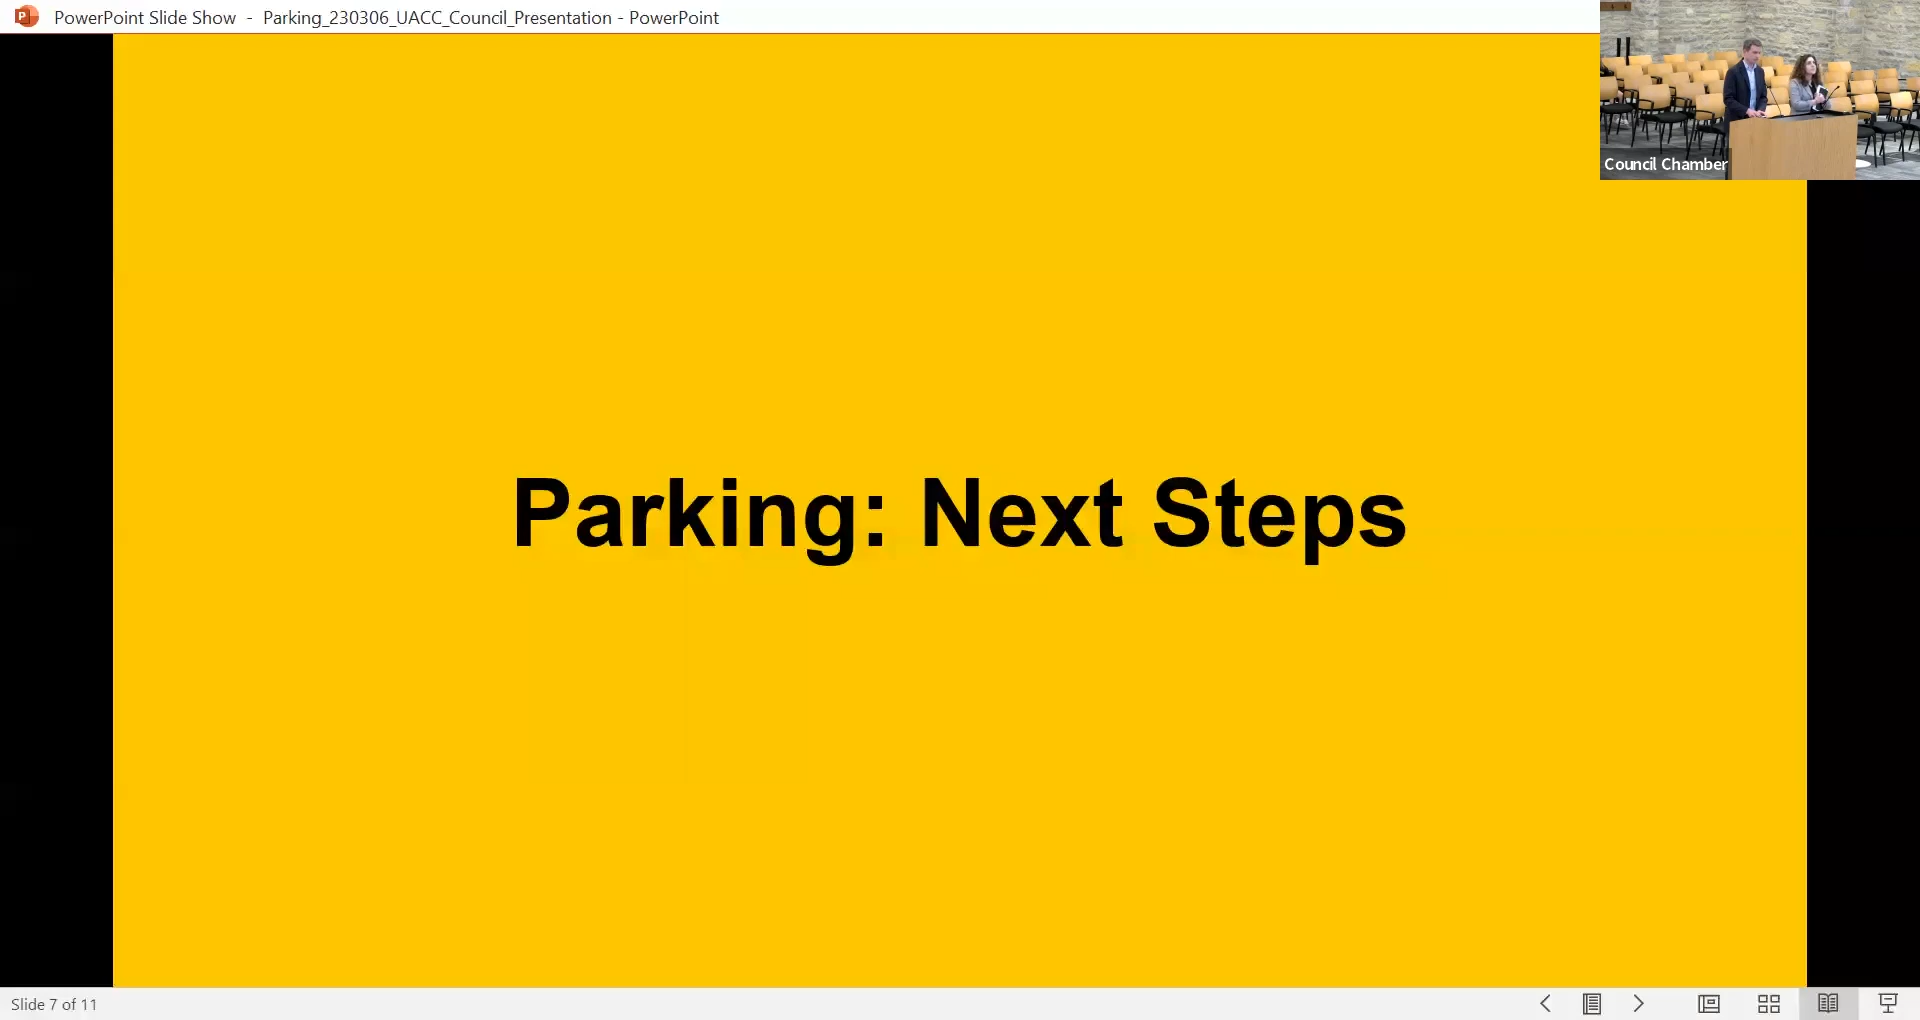 PowerPoint Slide Show - Parking_230306_UACC_Council_Presentation - PowerPoint
Council Chamber
Parking: Next Steps
Slide 7 of 11